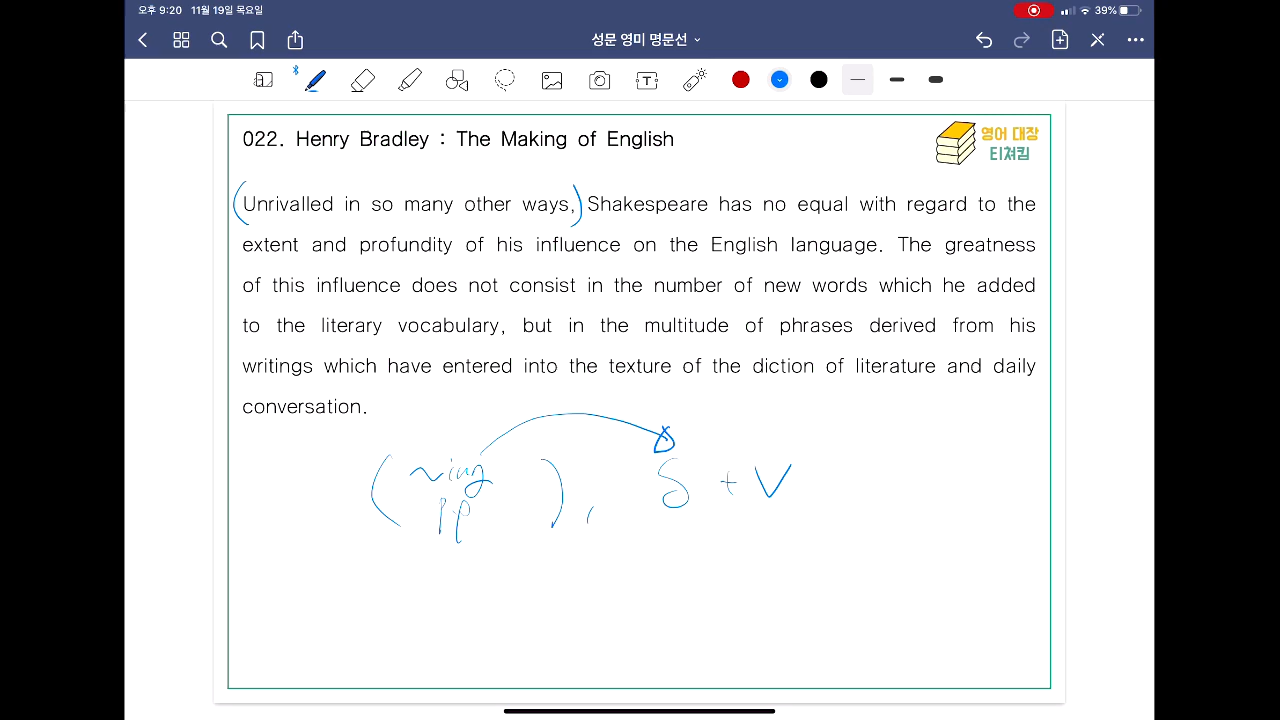 오후 9:20 11월 19일 목요일
39%
성문 영미 명문선
022. Henry Bradley : The Making of English
영어 대장
티쳐킴
(Unrivalled in so many other ways,) Shakespeare has no equal with regard to the
extent and profundity of his influence on the English language. The greatness
of this influence does not consist in the number of new words which he added
to the literary vocabulary, but in the multitude of phrases derived from his
writings which have entered into the texture of the diction of literature and daily
conversation.
( ~ing ), S + V
p.p